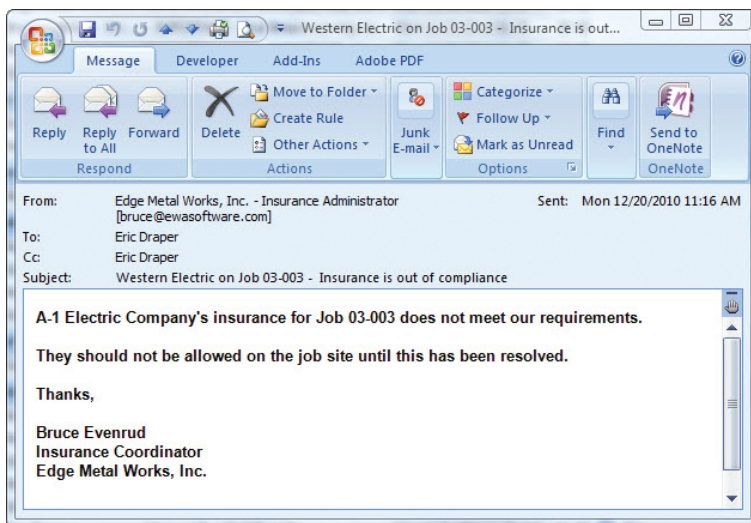 Western Electric on Job 03-003 - Insurance is out...
Message Developer Add-Ins Adobe PDF
Reply
Reply to All
Forward
Respond
Delete
Move to Folder
Create Rule
Other Actions
Actions
Junk E-mail
Categorize
Follow Up
Mark as Unread
Options
Find
Send to OneNote
OneNote
From: Edge Metal Works, Inc. - Insurance Administrator
[bruce@ewasoftware.com]
Sent: Mon 12/20/2010 11:16 AM
To: Eric Draper
Cc: Eric Draper
Subject: Western Electric on Job 03-003 - Insurance is out of compliance
A-1 Electric Company's insurance for Job 03-003 does not meet our requirements.
They should not be allowed on the job site until this has been resolved.
Thanks,
Bruce Evenrud
Insurance Coordinator
Edge Metal Works, Inc.